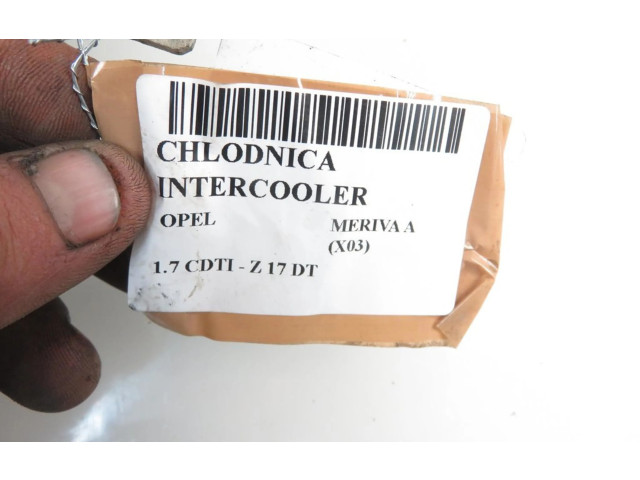 CHLODNICA
INTERCOOLER
OPEL MERIVA A
(X03)
1.7 CDTI - Z 17 DT